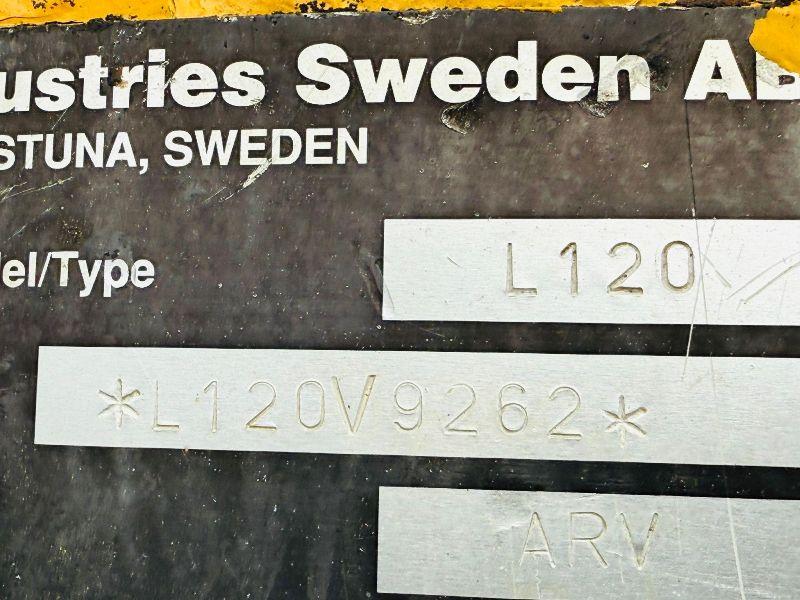 ustries Sweden AB
STUNA, SWEDEN
el/Type
L120
*L120V9262*
ARV